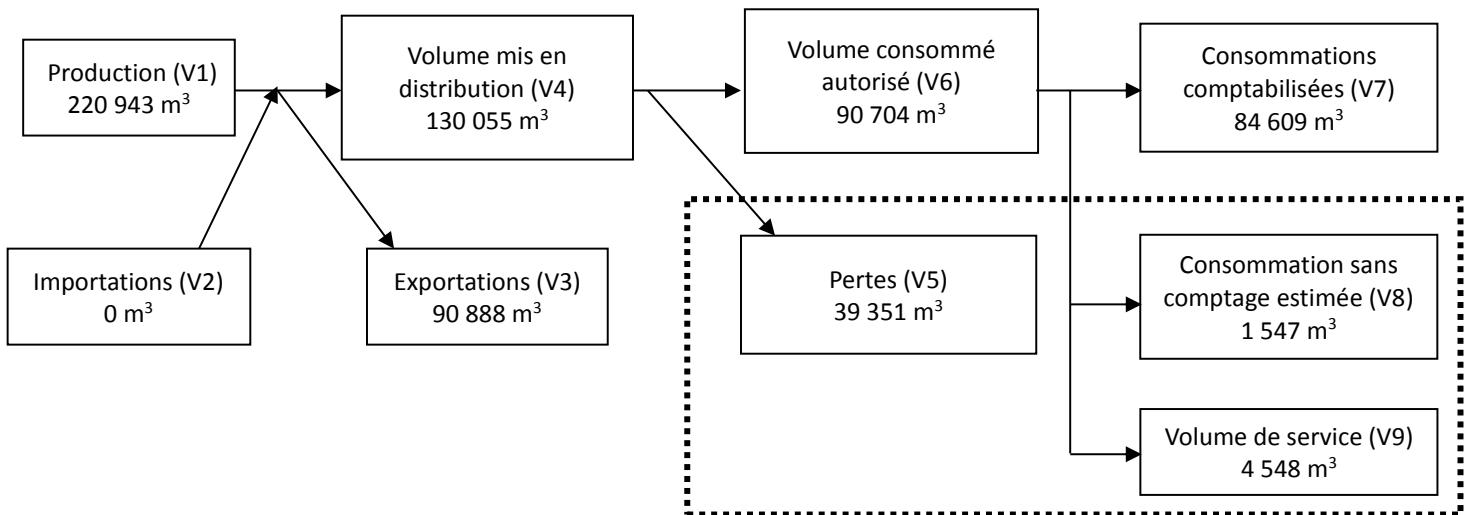 Production (V1)
220 943 m³
Volume mis en
distribution (V4)
130 055 m³
Volume consommé
autorisé (V6)
90 704 m³
Consommations
comptabilisées (V7)
84 609 m³
Importations (V2)
0 m³
Exportations (V3)
90 888 m³
Pertes (V5)
39 351 m³
Consommation sans
comptage estimée (V8)
1 547 m³
Volume de service (V9)
4 548 m³